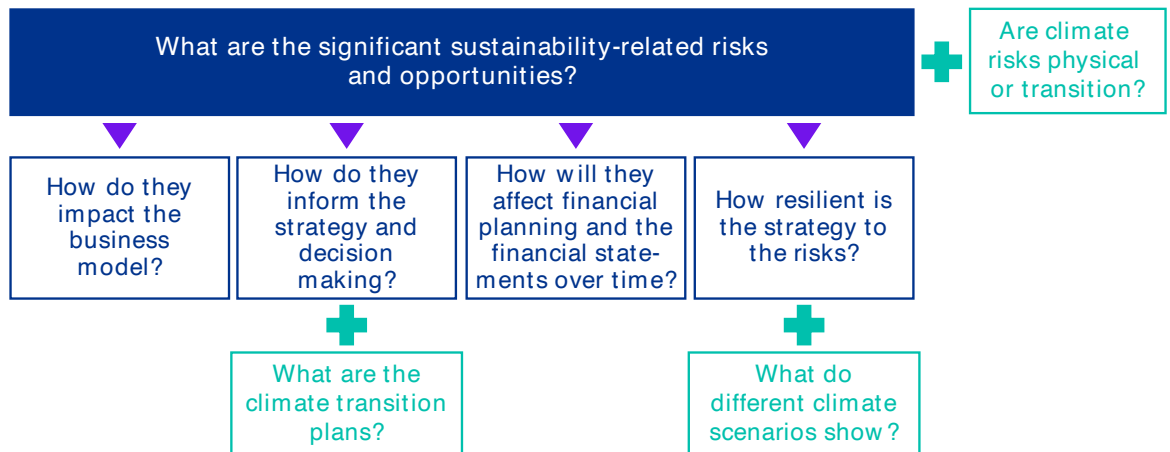 What are the significant sustainability-related risks
and opportunities?
Are climate
risks physical
or transition?
How do they
impact the
business
model?
How do they
inform the
strategy and
decision
making?
How will they
affect financial
planning and the
financial state-
ments over time?
How resilient is
the strategy to
the risks?
What are the
climate transition
plans?
What do
different climate
scenarios show?